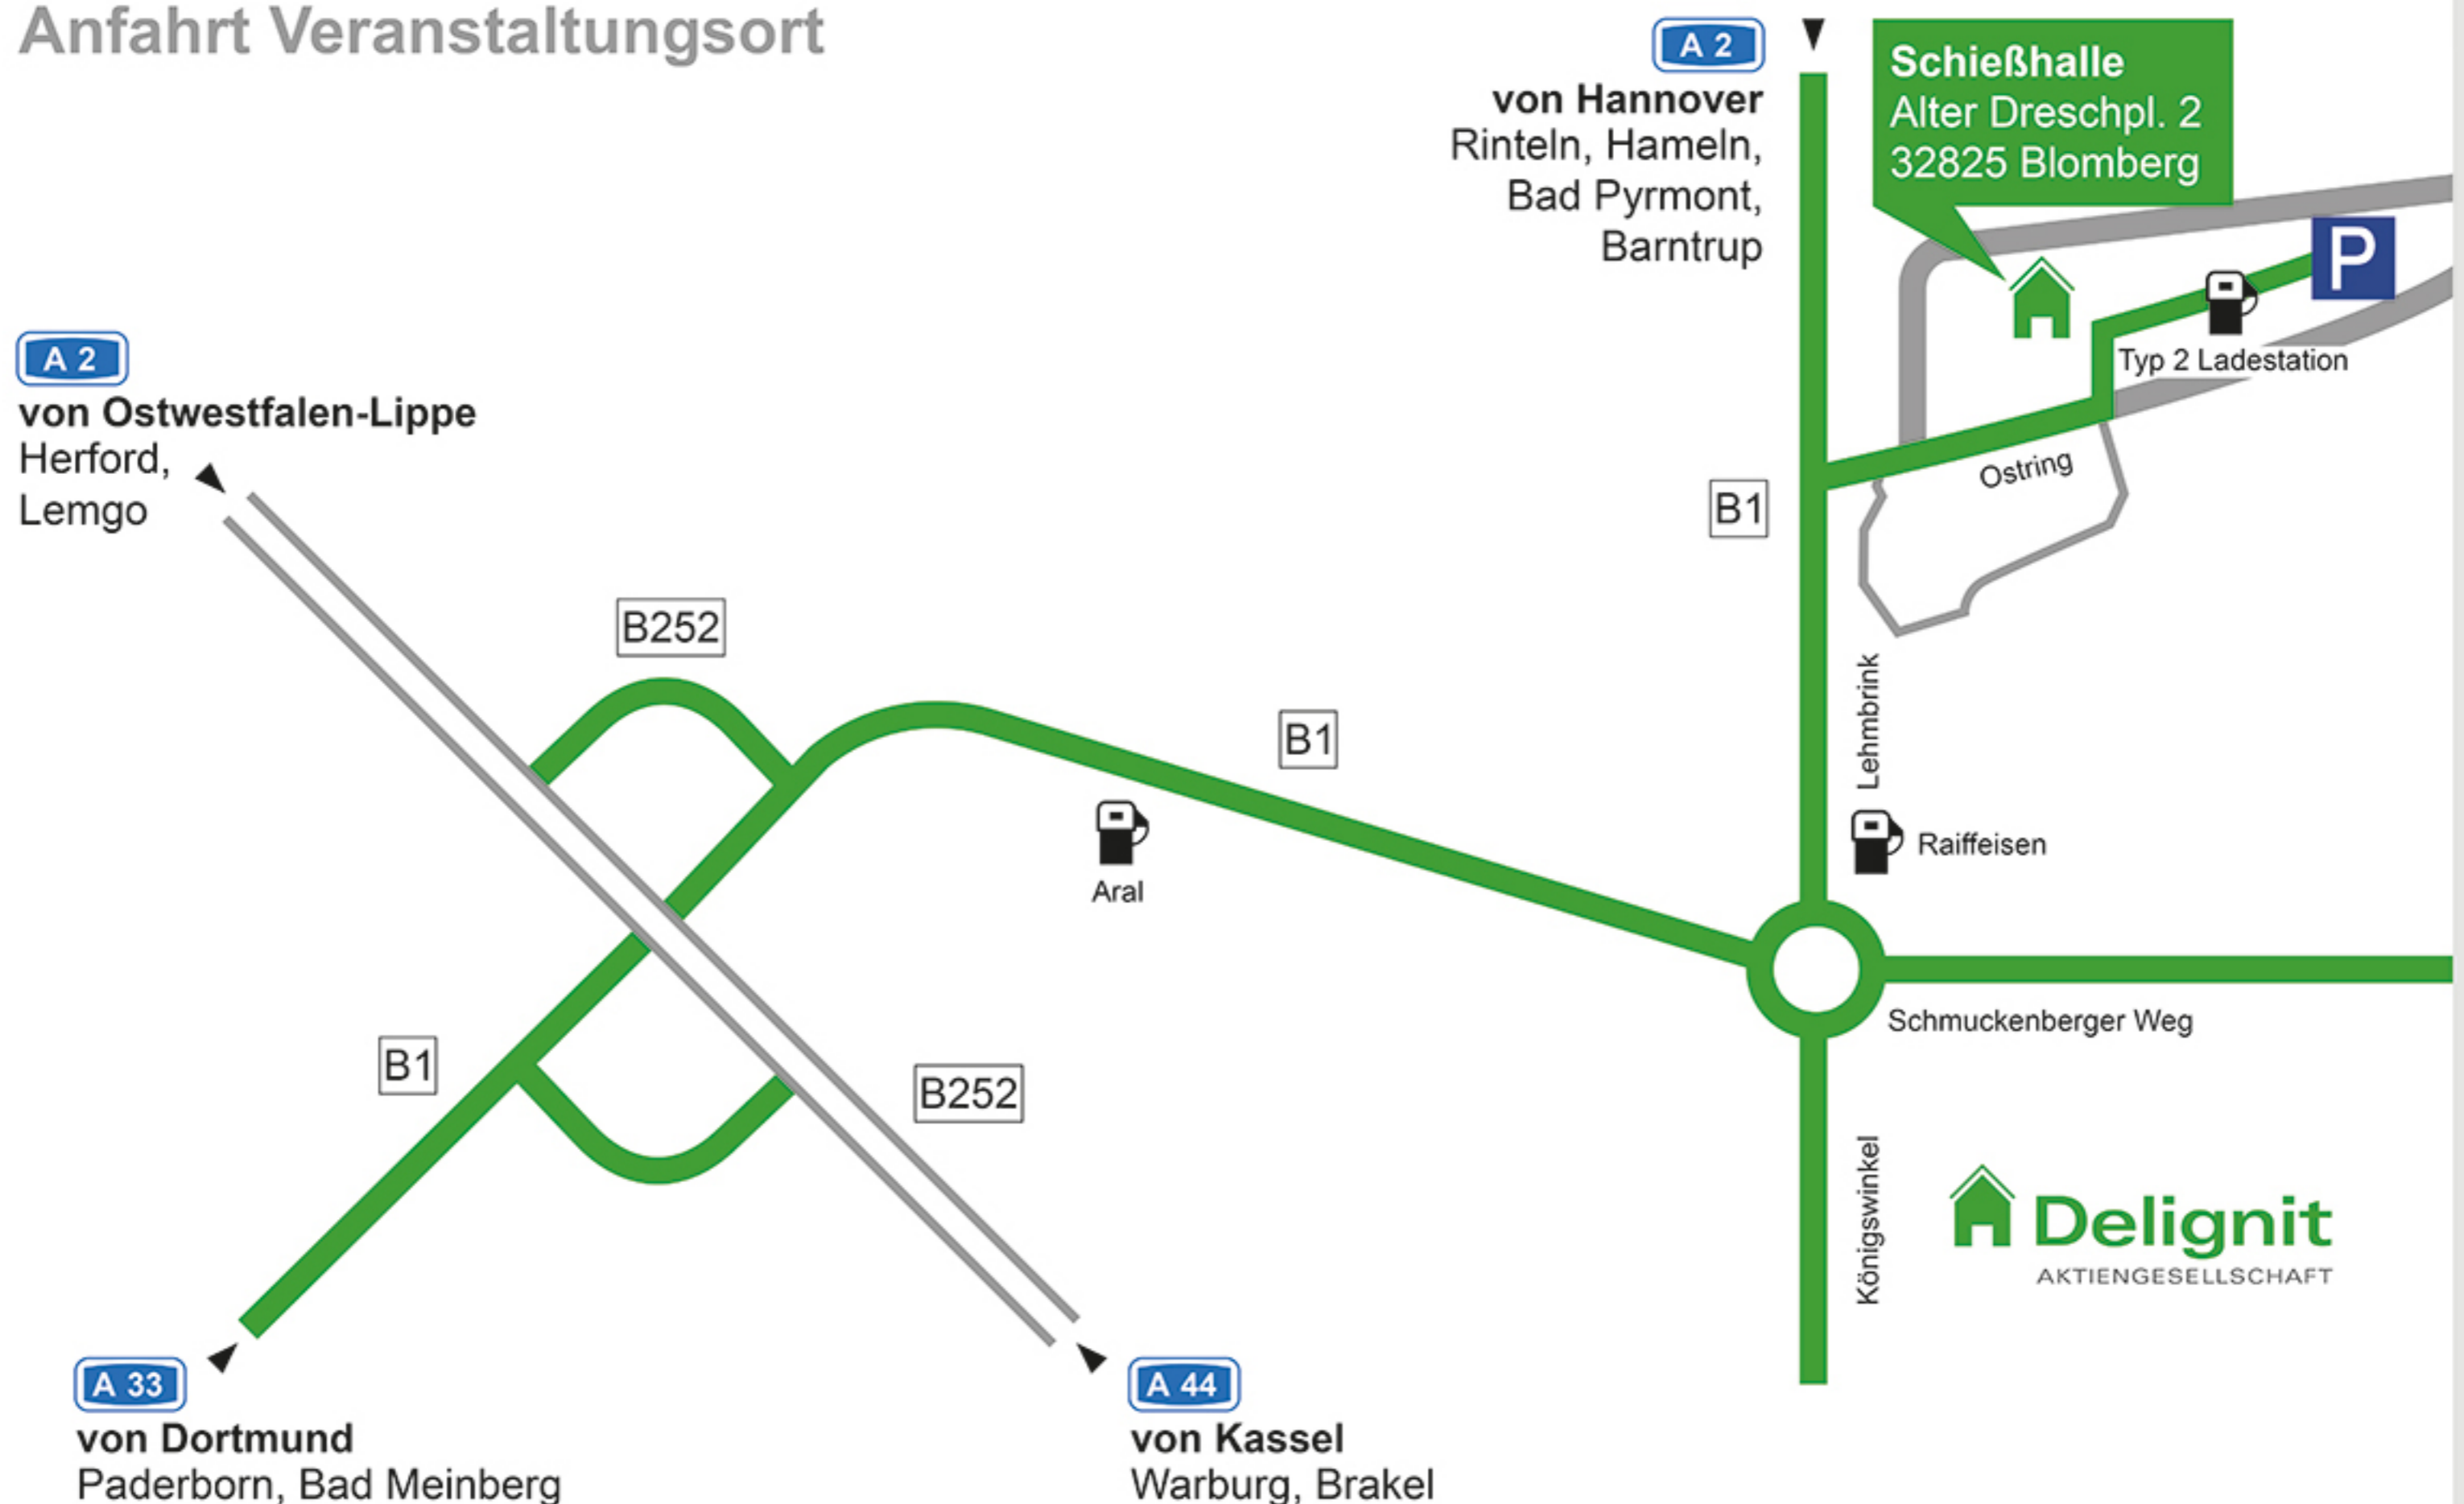 Anfahrt Veranstaltungsort
A 2
von Hannover
Rinteln, Hameln,
Bad Pyrmont,
Barntrup
Schießhalle
Alter Dreschpl. 2
32825 Blomberg
P
Typ 2 Ladestation
Ostring
B1
A 2
von Ostwestfalen-Lippe
Herford,
Lemgo
B252
B1
Lehmbrink
Aral
Raiffeisen
Schmuckenberger Weg
B1
B252
Königswinkel
Delignit
AKTIENGESELLSCHAFT
A 33
von Dortmund
Paderborn, Bad Meinberg
A 44
von Kassel
Warburg, Brakel